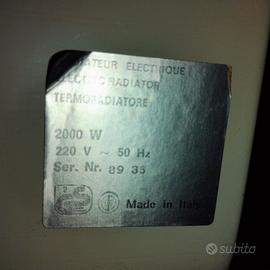 ATEUR ELECTRIQUE
ELECTRIC RADIATOR
TERMORADIATORE
2000 W
220 V ~ 50 Hz
Ser. Nr. 89 35
Made in Italy
subito